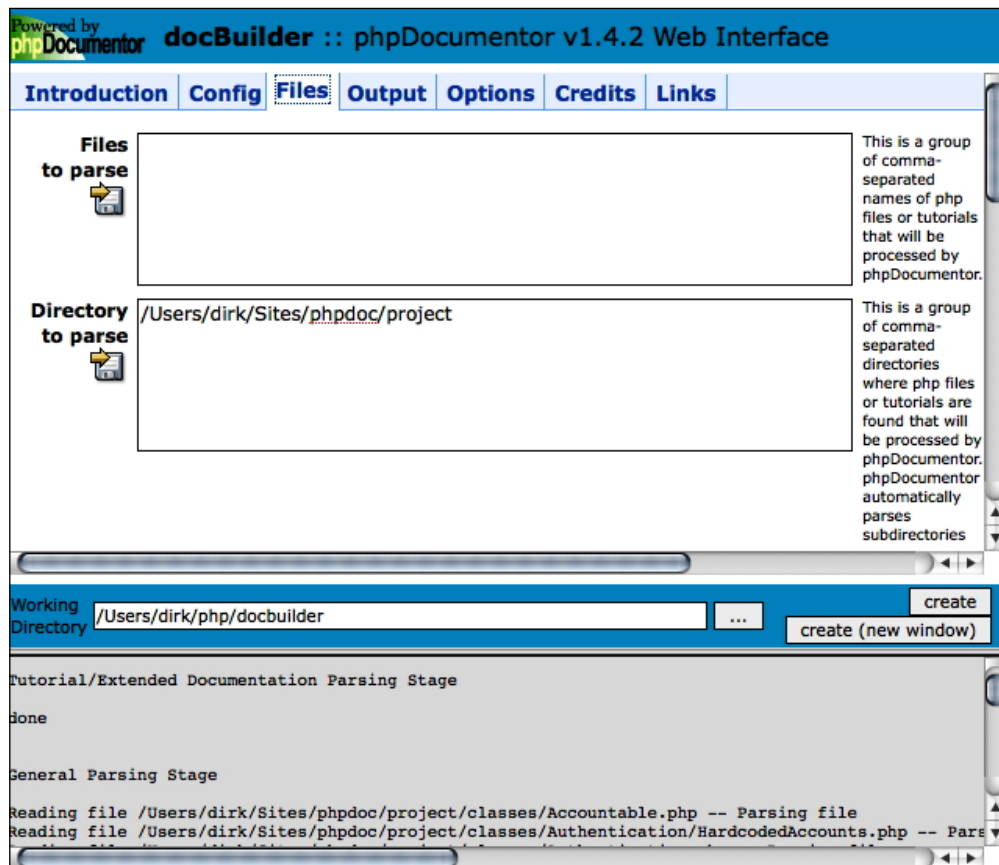 Powered by
phpDocumentor docBuilder :: phpDocumentor v1.4.2 Web Interface
Introduction Config Files Output Options Credits Links
Files
to parse
This is a group
of comma-
separated
names of php
files or tutorials
that will be
processed by
phpDocumentor.
Directory
to parse
/Users/dirk/Sites/phpdoc/project
This is a group
of comma-
separated
directories
where php files
or tutorials are
found that will
be processed by
phpDocumentor.
phpDocumentor
automatically
parses
subdirectories
Working
Directory
/Users/dirk/php/docbuilder
...
create
create (new window)
Tutorial/Extended Documentation Parsing Stage
done
General Parsing Stage
Reading file /Users/dirk/Sites/phpdoc/project/classes/Accountable.php -- Parsing file
Reading file /Users/dirk/Sites/phpdoc/project/classes/Authentication/HardcodedAccounts.php -- Pars